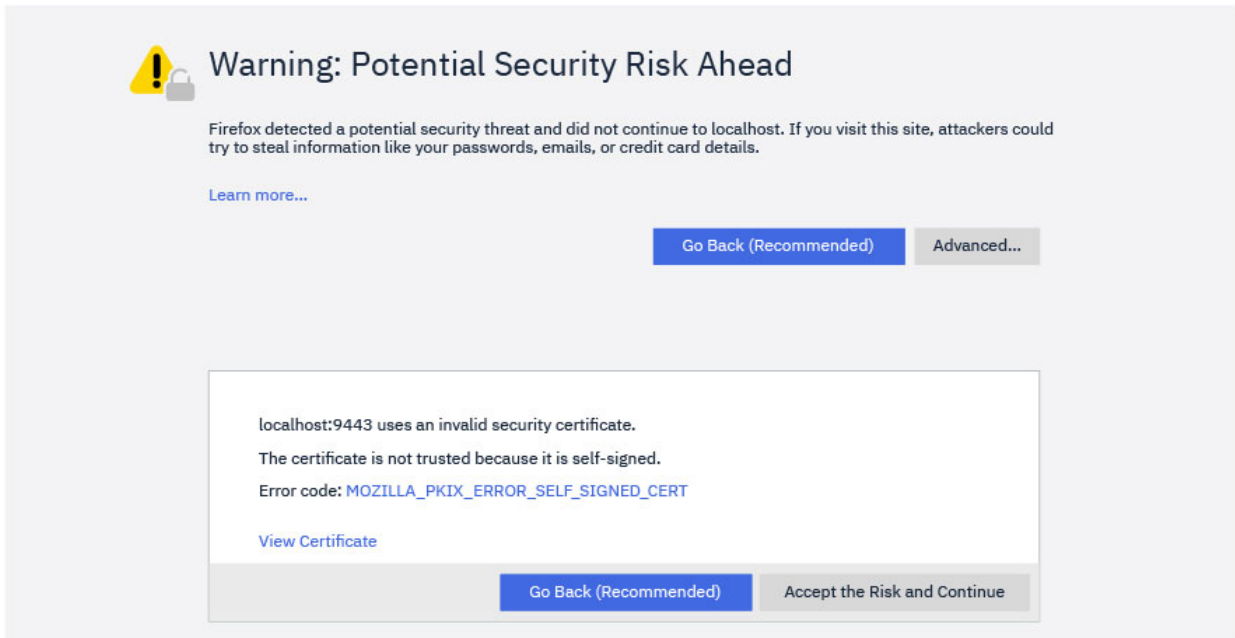 Warning: Potential Security Risk Ahead
Firefox detected a potential security threat and did not continue to localhost. If you visit this site, attackers could
try to steal information like your passwords, emails, or credit card details.
Learn more...
Go Back (Recommended)
Advanced...
localhost:9443 uses an invalid security certificate.
The certificate is not trusted because it is self-signed.
Error code: MOZILLA_PKIX_ERROR_SELF_SIGNED_CERT
View Certificate
Go Back (Recommended)
Accept the Risk and Continue